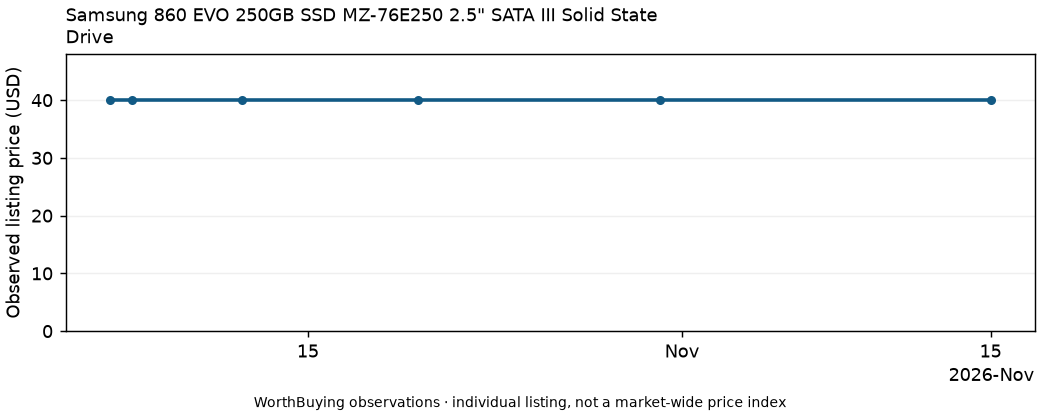 Samsung 860 EVO 250GB SSD MZ-76E250 2.5" SATA III Solid State
Drive
Observed listing price (USD)
40
30
20
10
0
15
Nov
15
2026-Nov
WorthBuying observations · individual listing, not a market-wide price index